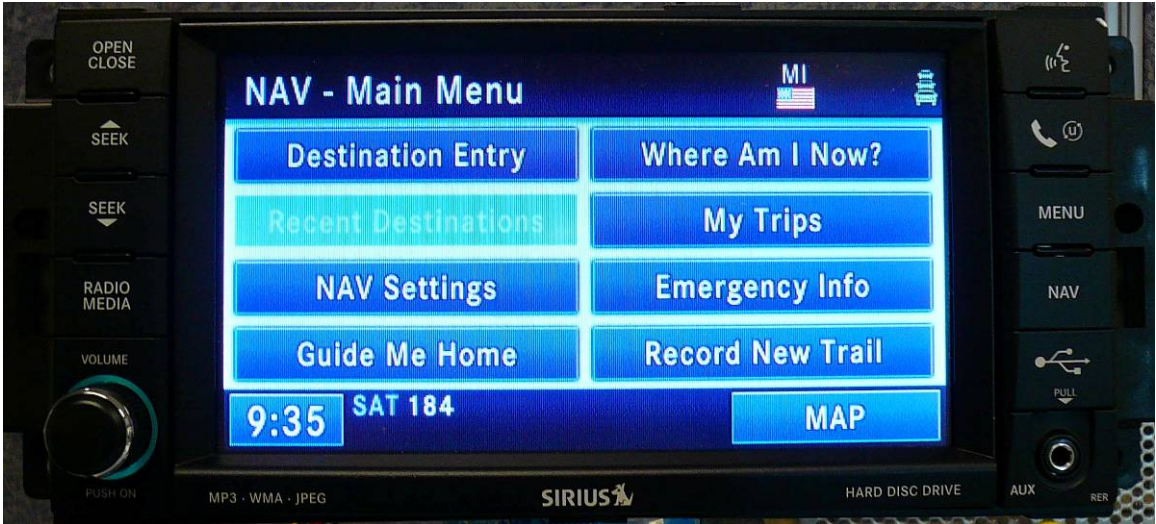 OPEN
CLOSE
SEEK
SEEK
RADIO
MEDIA
VOLUME
PUSH ON
NAV - Main Menu
MI
Destination Entry
Where Am I Now?
Recent Destinations
My Trips
NAV Settings
Emergency Info
Guide Me Home
Record New Trail
9:35
SAT 184
MAP
MP3 · WMA · JPEG
SIRIUS
HARD DISC DRIVE
u
MENU
NAV
PULL
AUX
RER